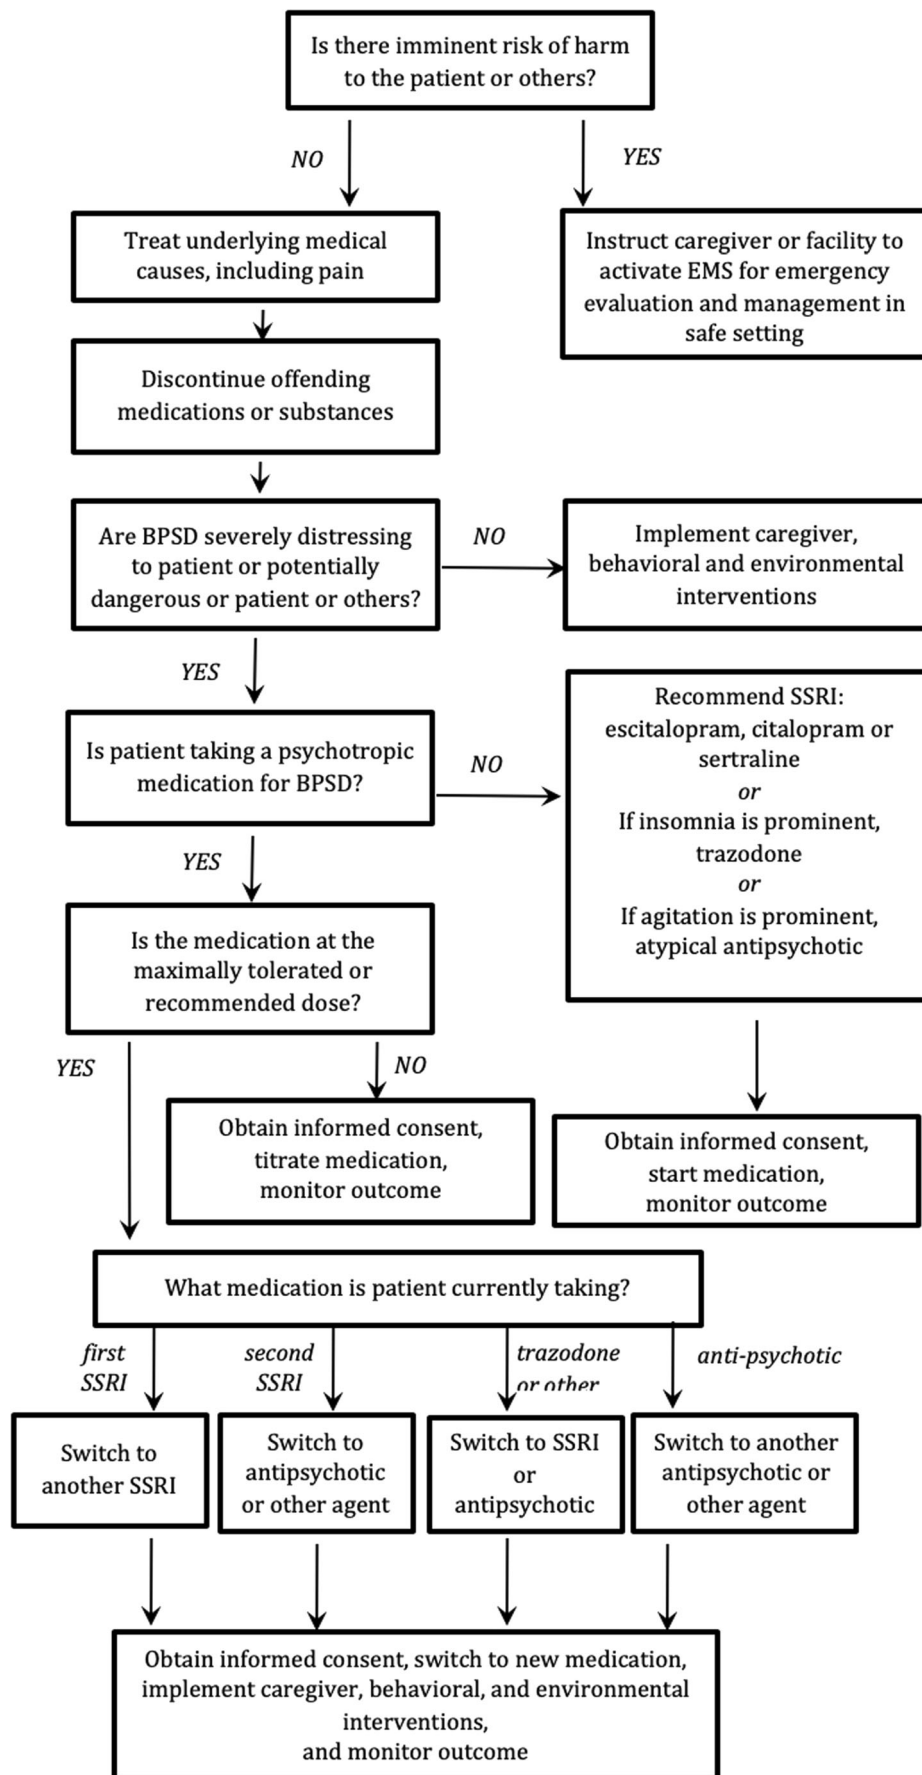 Is there imminent risk of harm
to the patient or others?
NO
YES
Treat underlying medical
causes, including pain
Instruct caregiver or facility to
activate EMS for emergency
evaluation and management in
safe setting
Discontinue offending
medications or substances
Are BPSD severely distressing
to patient or potentially
dangerous or patient or others?
NO
Implement caregiver,
behavioral and environmental
interventions
YES
Is patient taking a psychotropic
medication for BPSD?
NO
Recommend SSRI:
escitalopram, citalopram or
sertraline
or
If insomnia is prominent,
trazodone
or
If agitation is prominent,
atypical antipsychotic
YES
Is the medication at the
maximally tolerated or
recommended dose?
YES
NO
Obtain informed consent,
titrate medication,
monitor outcome
Obtain informed consent,
start medication,
monitor outcome
What medication is patient currently taking?
first
SSRI
second
SSRI
trazodone
or other
anti-psychotic
Switch to
another SSRI
Switch to
antipsychotic
or other agent
Switch to SSRI
or
antipsychotic
Switch to another
antipsychotic or
other agent
Obtain informed consent, switch to new medication,
implement caregiver, behavioral, and environmental
interventions,
and monitor outcome